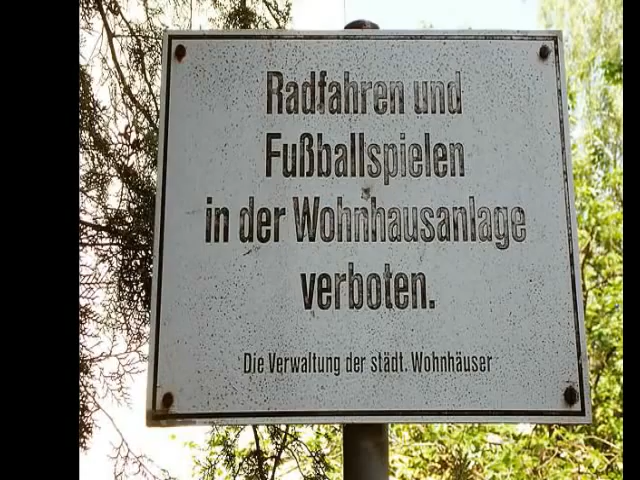 Radfahren und
Fußballspielen
in der Wohnhausanlage
verboten.
Die Verwaltung der städt. Wohnhäuser